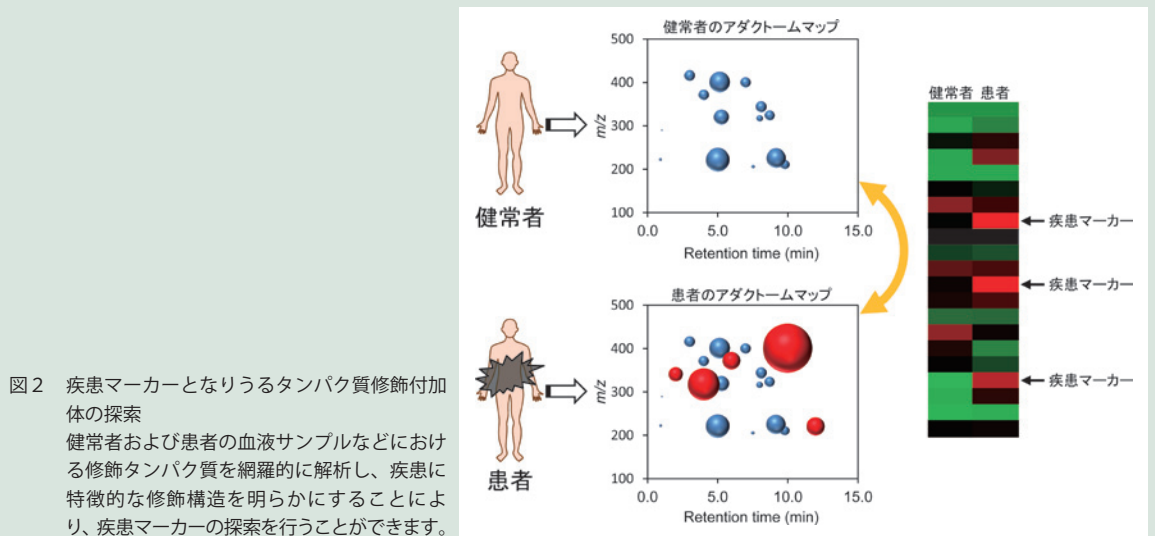 健常者のアダクトームマップ
500
400
300
200
100
m/z
0.0 5.0 10.0 15.0
Retention time (min)
健常者
患者のアダクトームマップ
500
400
300
200
100
m/z
0.0 5.0 10.0 15.0
Retention time (min)
患者
健常者 患者
疾患マーカー
疾患マーカー
疾患マーカー
図2 疾患マーカーとなりうるタンパク質修飾付加
体の探索
健常者および患者の血液サンプルなどにおけ
る修飾タンパク質を網羅的に解析し、疾患に
特徴的な修飾構造を明らかにすることによ
り、疾患マーカーの探索を行うことができます。